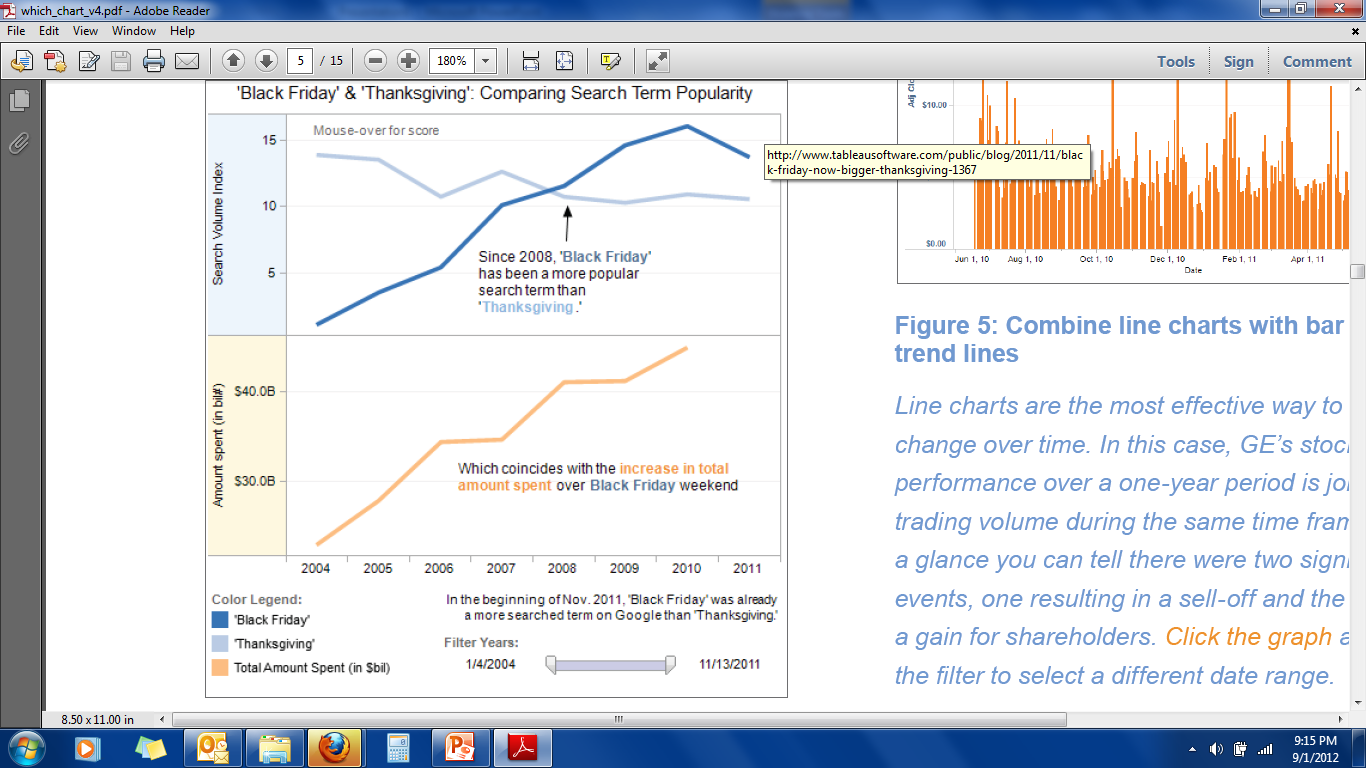 which_chart_v4.pdf - Adobe Reader
File Edit View Window Help
5 / 15 180% Tools Sign Comment
'Black Friday' & 'Thanksgiving': Comparing Search Term Popularity
Mouse-over for score
Search Volume Index
15
10
5
Since 2008, 'Black Friday'
has been a more popular
search term than
'Thanksgiving.'
Amount spent (in bil#)
$40.0B
$30.0B
Which coincides with the increase in total
amount spent over Black Friday weekend
2004 2005 2006 2007 2008 2009 2010 2011
Color Legend:
'Black Friday'
'Thanksgiving'
Total Amount Spent (in $bil)
In the beginning of Nov. 2011, 'Black Friday' was already
a more searched term on Google than 'Thanksgiving.'
Filter Years:
1/4/2004 11/13/2011
http://www.tableausoftware.com/public/blog/2011/11/blac
k-friday-now-bigger-thanksgiving-1367
Adj Clo
$10.00
$0.00
Jun 1, 10 Aug 1, 10 Oct 1, 10 Dec 1, 10 Feb 1, 11 Apr 1, 11
Date
Figure 5: Combine line charts with bar
trend lines
Line charts are the most effective way to
change over time. In this case, GE's stoc
performance over a one-year period is joi
trading volume during the same time fram
a glance you can tell there were two signi
events, one resulting in a sell-off and the
a gain for shareholders. Click the graph a
the filter to select a different date range.
8.50 x 11.00 in
9:15 PM
9/1/2012